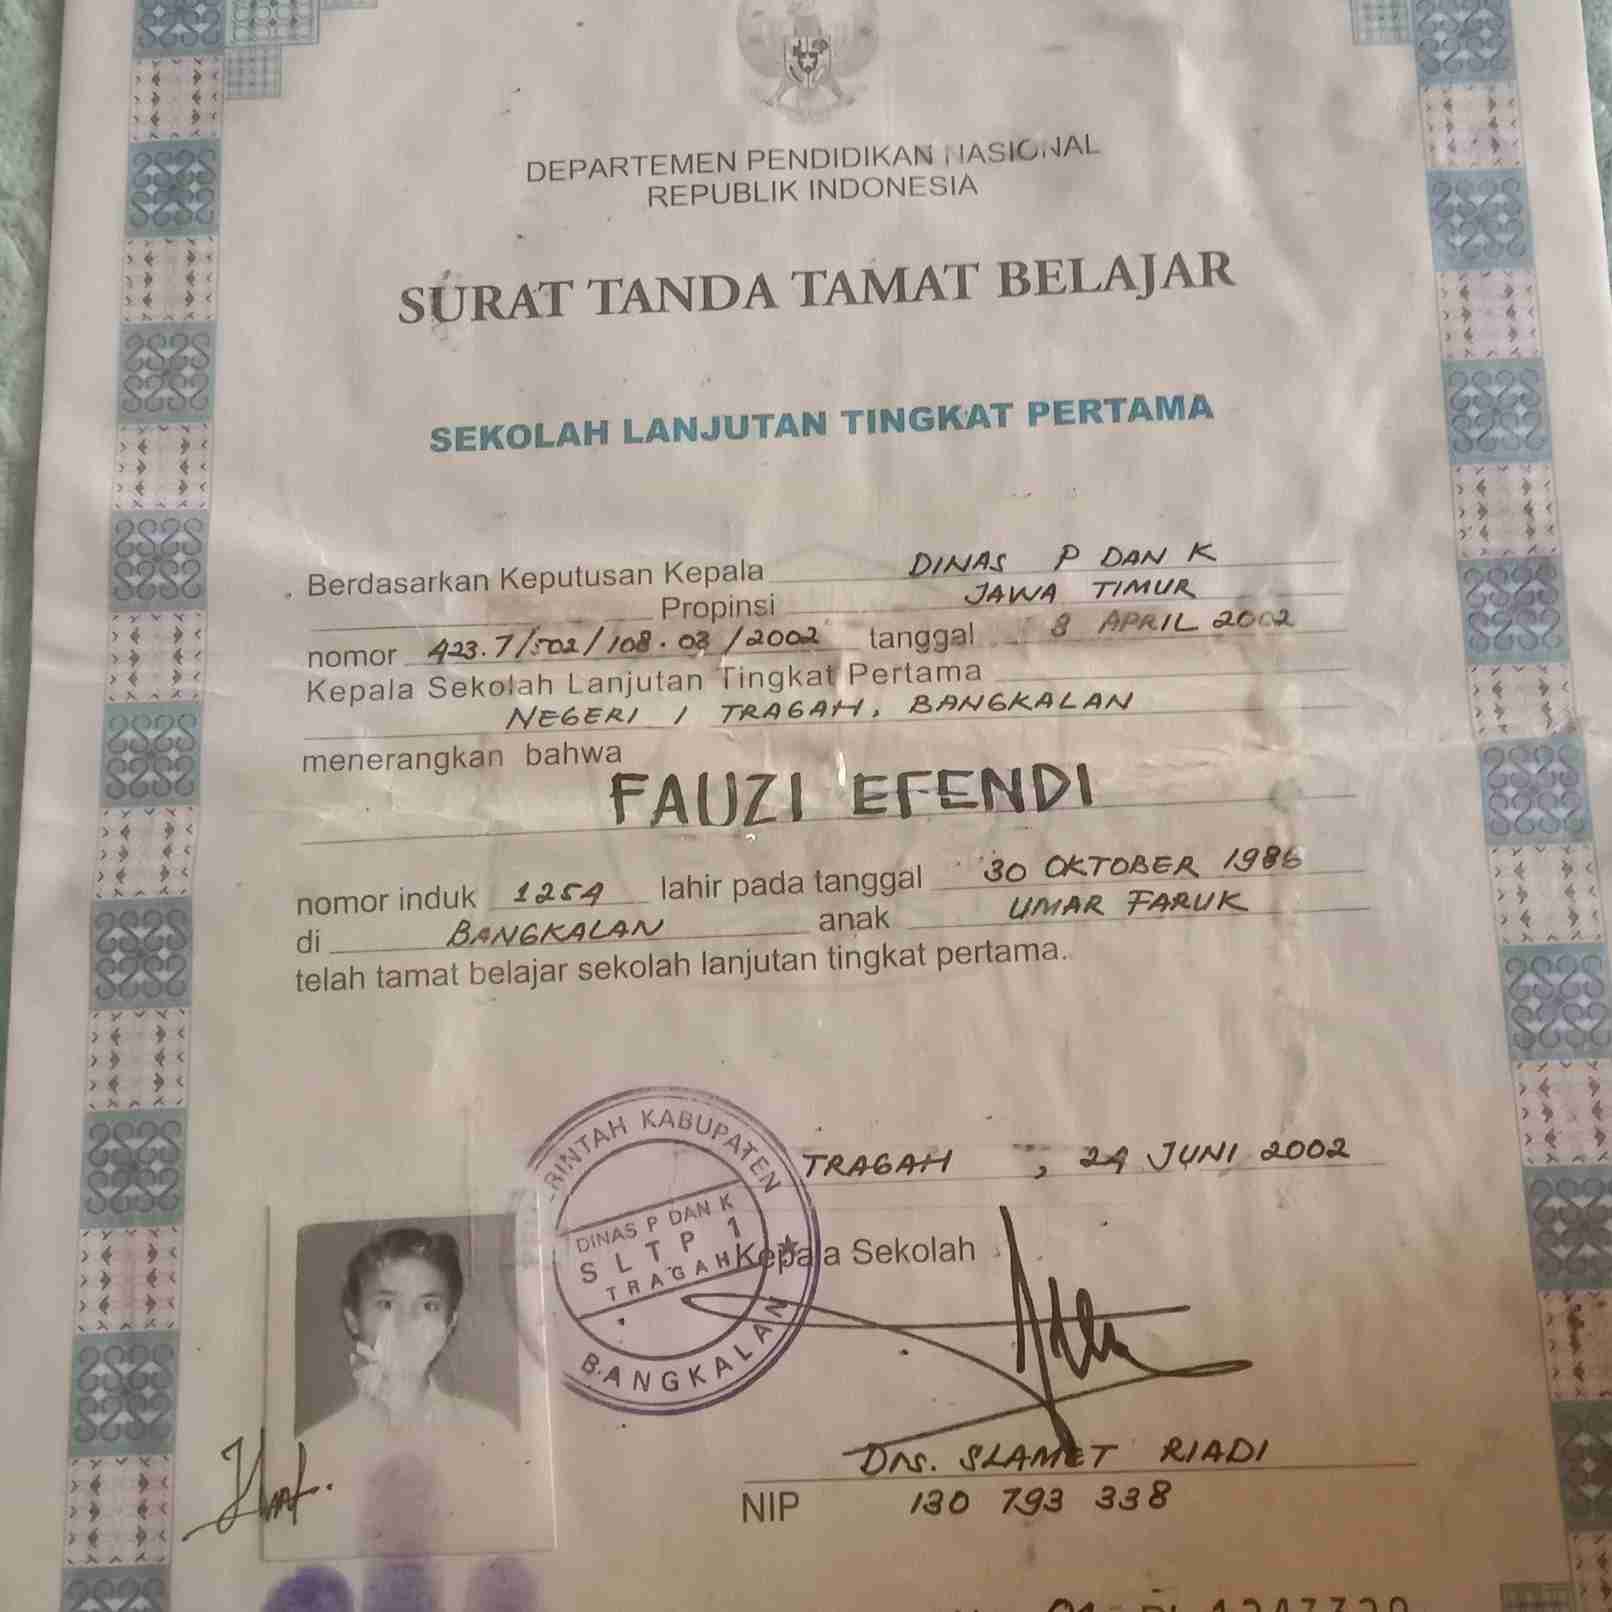 DEPARTEMEN PENDIDIKAN NASIONAL
REPUBLIK INDONESIA
SURAT TANDA TAMAT BELAJAR
SEKOLAH LANJUTAN TINGKAT PERTAMA
Berdasarkan Keputusan Kepala DINAS P DAN K
Propinsi JAWA TIMUR
nomor 423.7/502/108.03/2002 tanggal 8 APRIL 2002
Kepala Sekolah Lanjutan Tingkat Pertama
NEGERI 1 TRAGAH, BANGKALAN
menerangkan bahwa
FAUZI EFENDI
nomor induk 1254 lahir pada tanggal 30 OKTOBER 1986
di BANGKALAN anak UMAR FARUK
telah tamat belajar sekolah lanjutan tingkat pertama.
TRAGAH, 24 JUNI 2002
Kepala Sekolah
RINTAH KABUPATEN
DINAS P DAN K
SLTP 1
TRAGAH
BANGKALAN
Drs. SLAMET RIADI
NIP 130 793 338